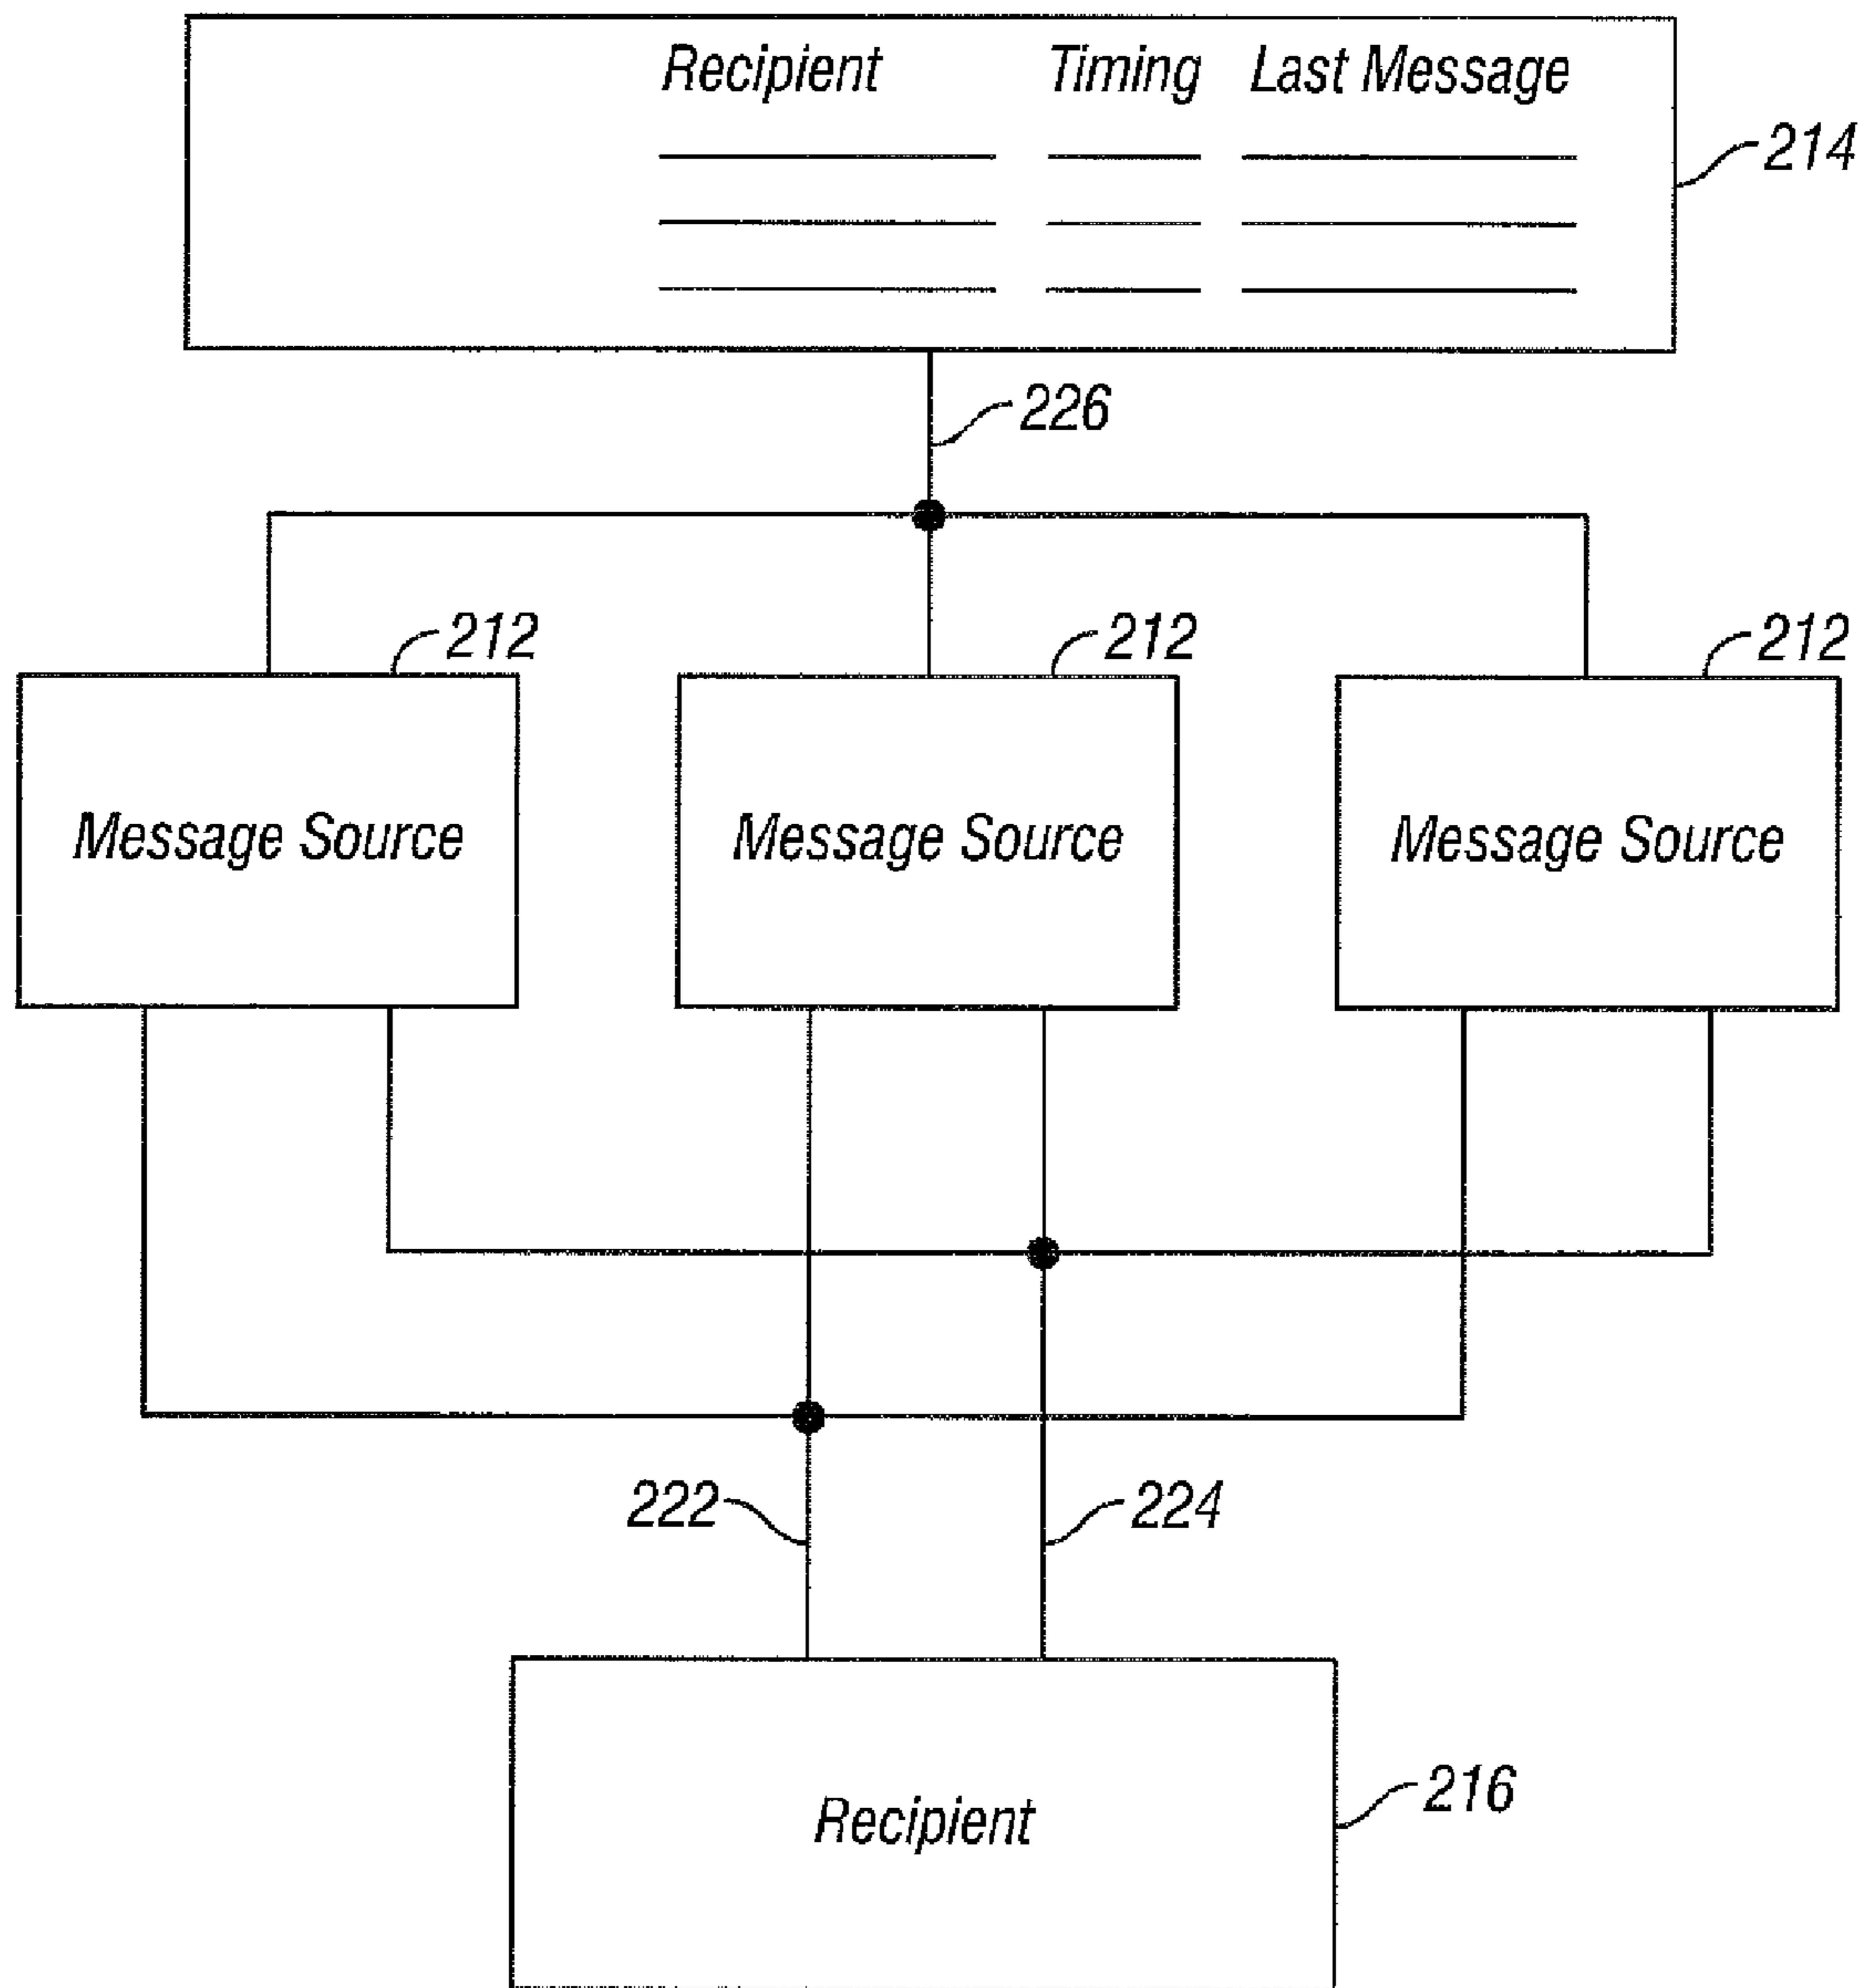 Recipient Timing Last Message
214
226
212 212 212
Message Source Message Source Message Source
222 224
216
Recipient